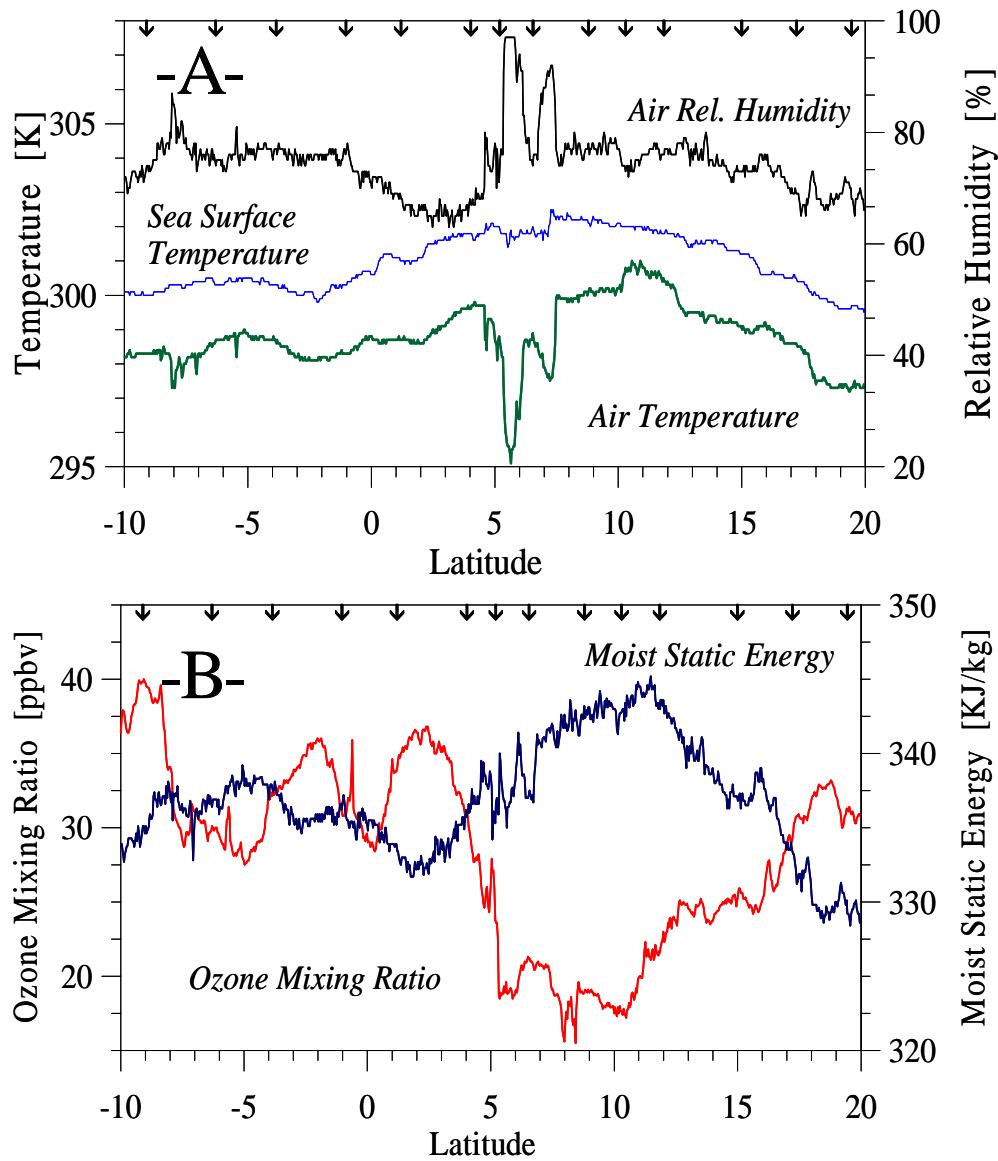 -A-
Air Rel. Humidity
Sea Surface
Temperature
Air Temperature
Temperature [K]
305
300
295
Relative Humidity [%]
100
80
60
40
20
-10 -5 0 5 10 15 20
Latitude
-B-
Moist Static Energy
Ozone Mixing Ratio
Ozone Mixing Ratio [ppbv]
40
30
20
Moist Static Energy [KJ/kg]
350
340
330
320
-10 -5 0 5 10 15 20
Latitude